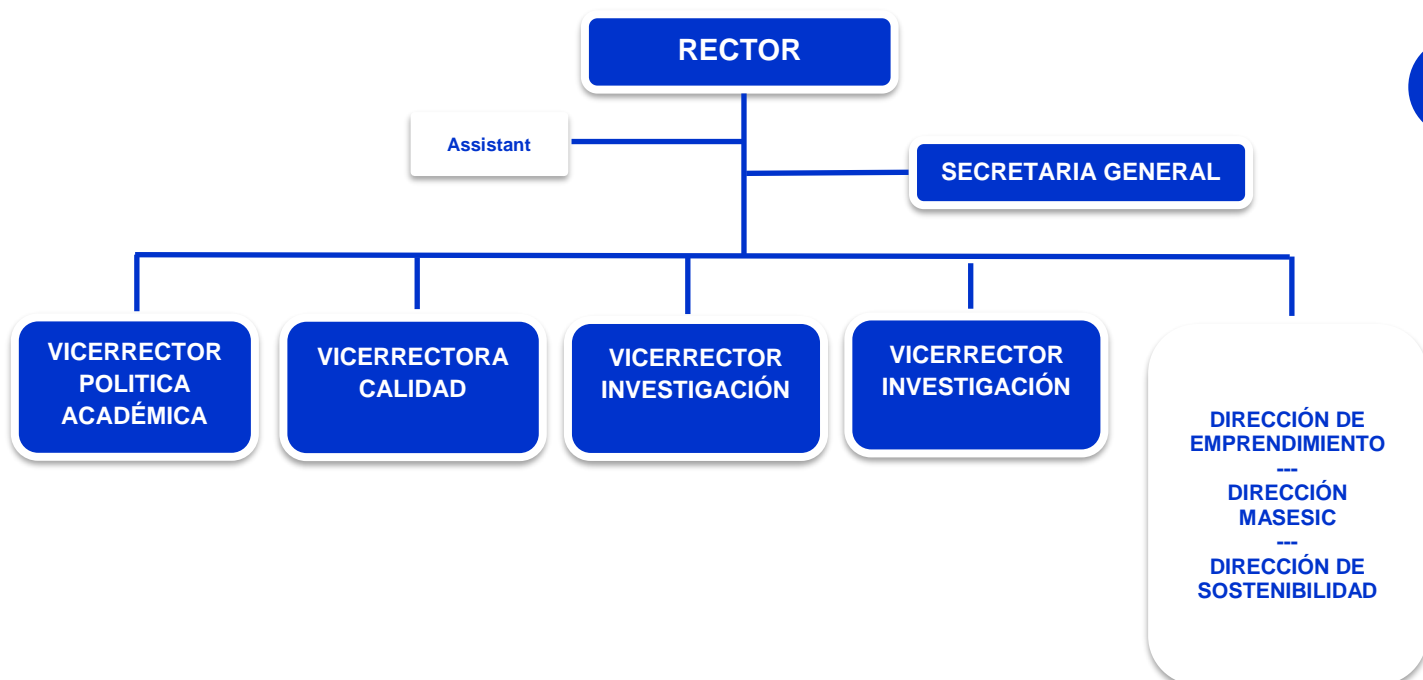 RECTOR
Assistant
SECRETARIA GENERAL
VICERRECTOR
POLITICA
ACADÉMICA
VICERRECTORA
CALIDAD
VICERRECTOR
INVESTIGACIÓN
VICERRECTOR
INVESTIGACIÓN
DIRECCIÓN DE
EMPRENDIMIENTO
---
DIRECCIÓN
MASESIC
---
DIRECCIÓN DE
SOSTENIBILIDAD